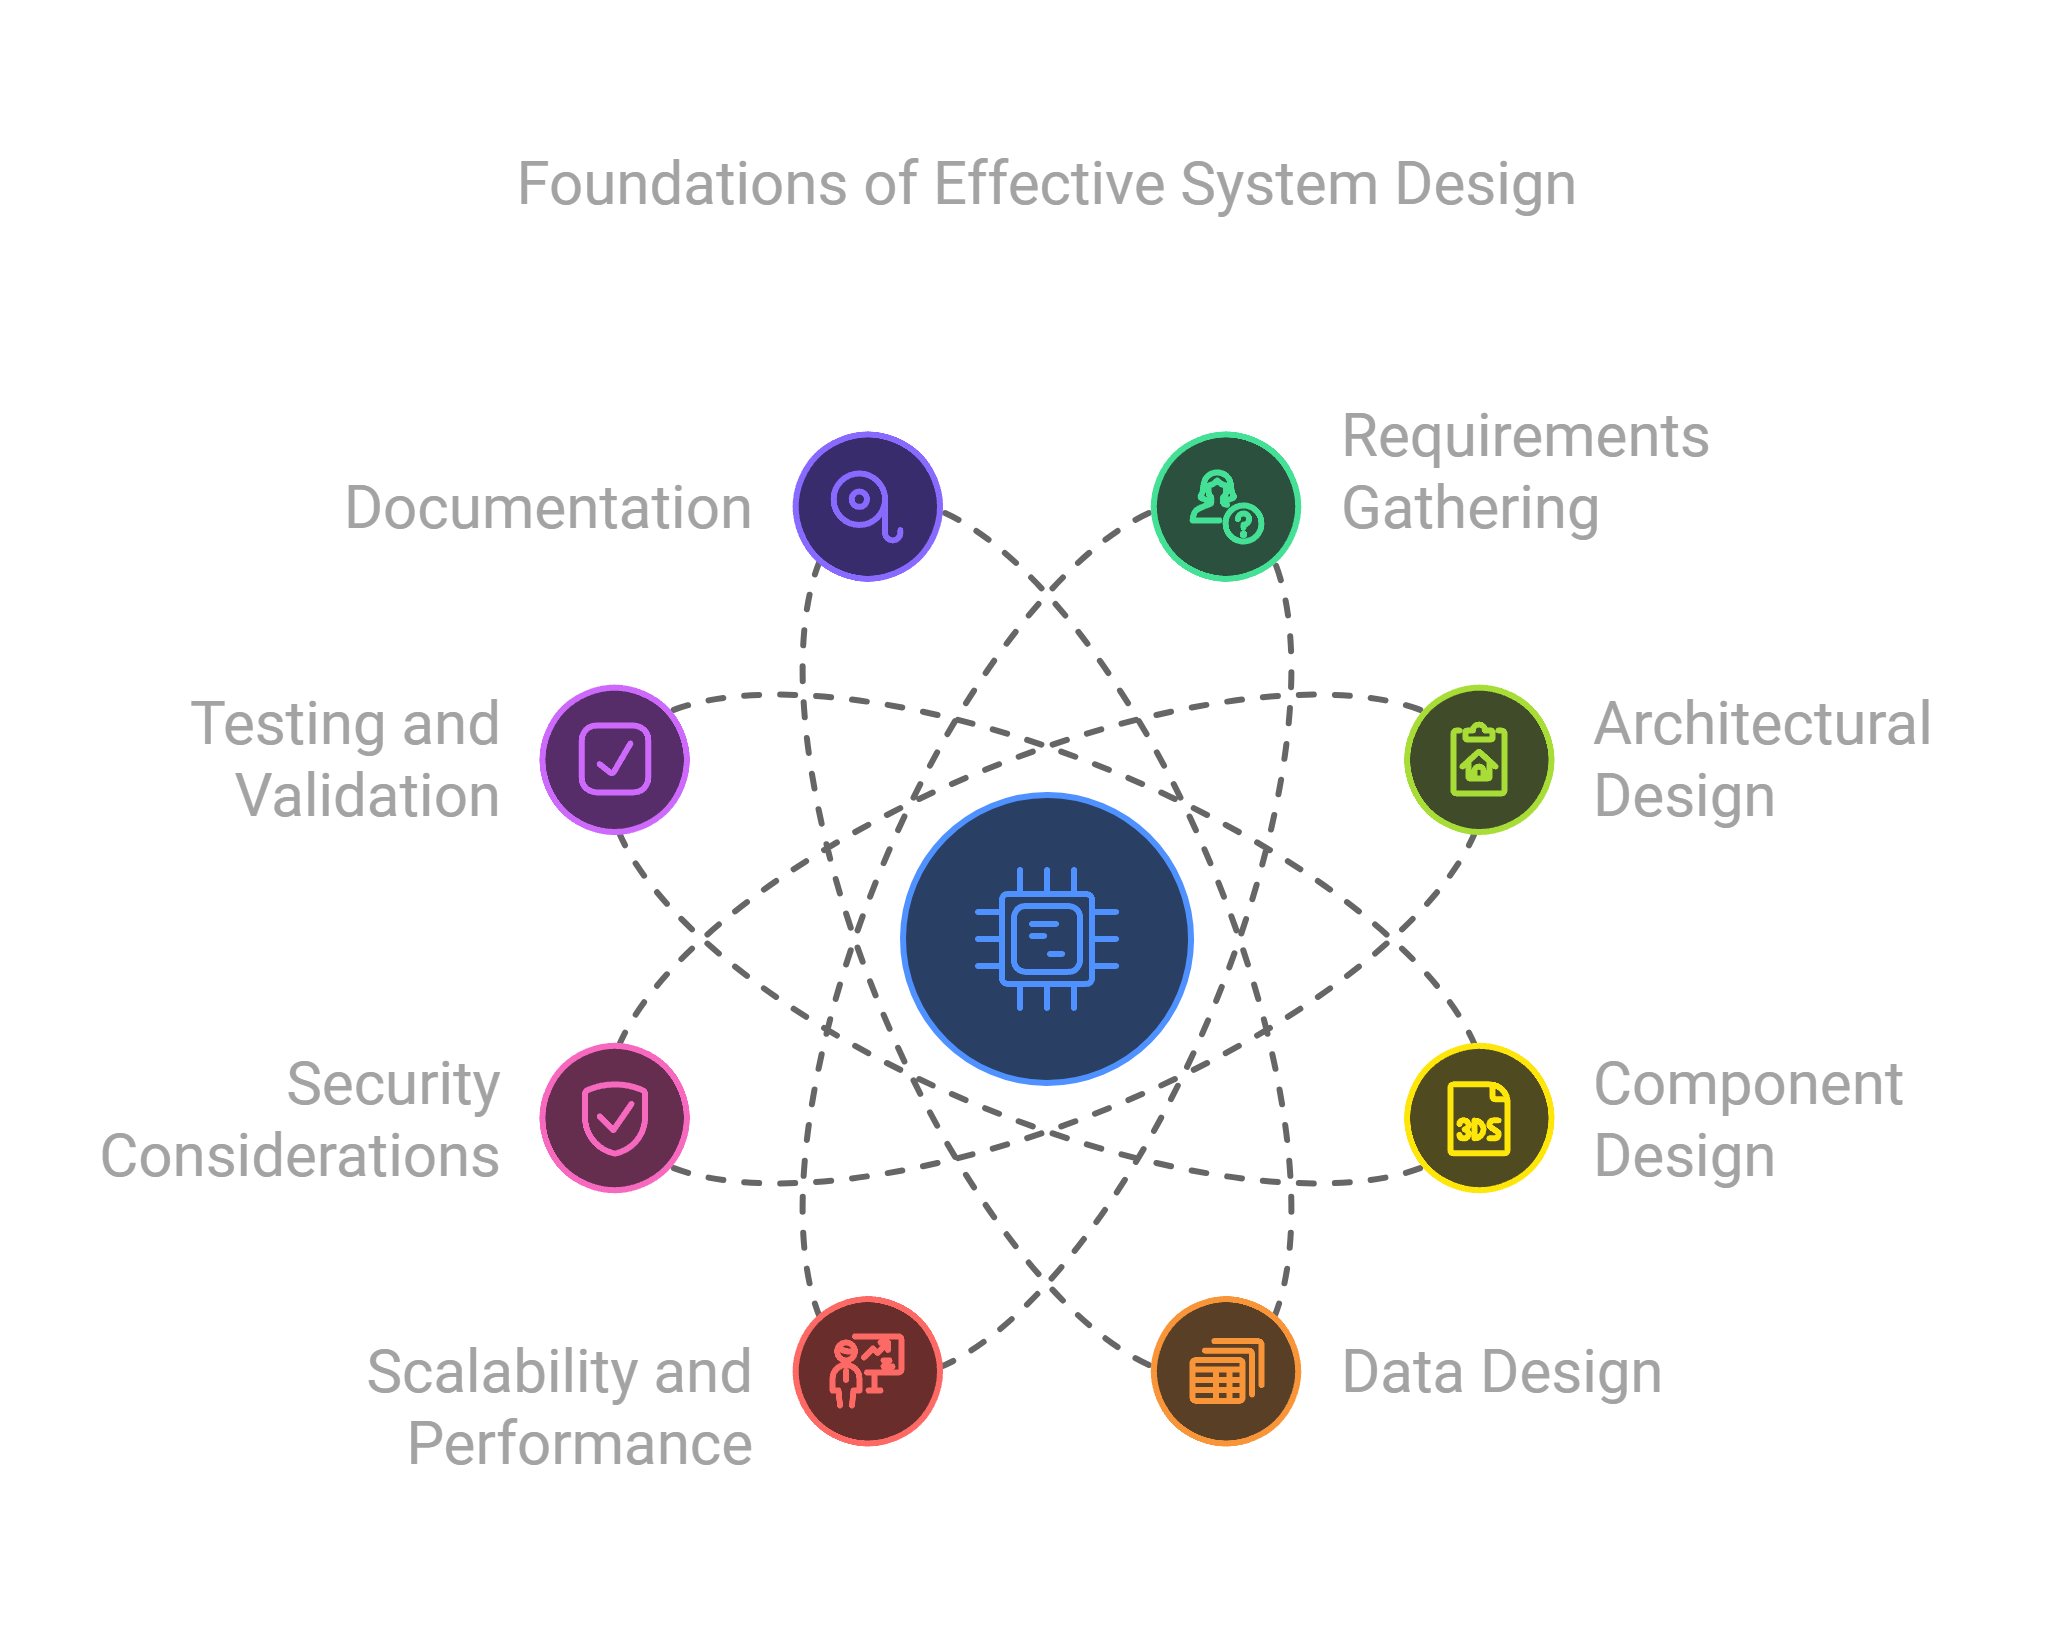 Foundations of Effective System Design
Documentation
Requirements
Gathering
Testing and
Validation
Architectural
Design
?
Security
Considerations
Component
Design
3DS
Scalability and
Performance
Data Design